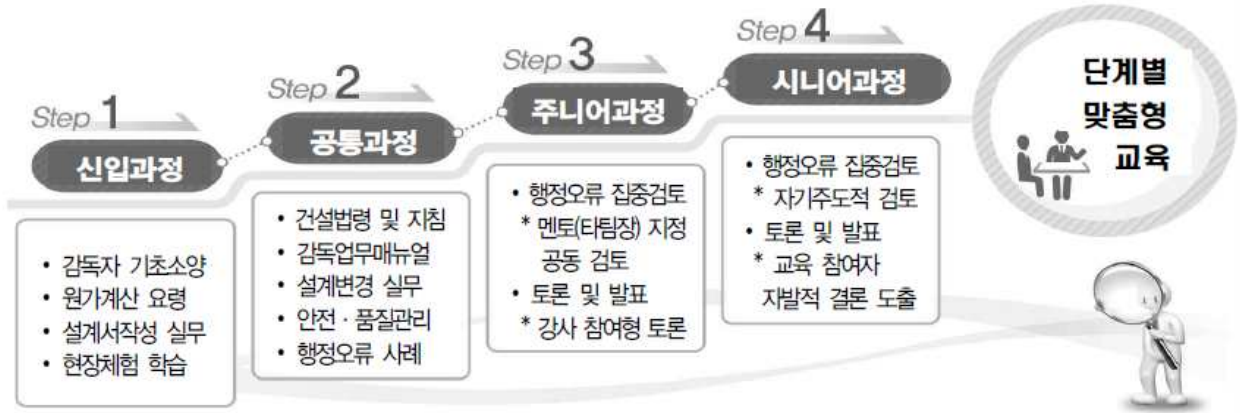 Step 1
신입과정
• 감독자 기초소양
• 원가계산 요령
• 설계서작성 실무
• 현장체험 학습
Step 2
공통과정
• 건설법령 및 지침
• 감독업무매뉴얼
• 설계변경 실무
• 안전 · 품질관리
• 행정오류 사례
Step 3
주니어과정
• 행정오류 집중검토
* 멘토(타팀장) 지정
공동 검토
• 토론 및 발표
* 강사 참여형 토론
Step 4
시니어과정
• 행정오류 집중검토
* 자기주도적 검토
• 토론 및 발표
* 교육 참여자
자발적 결론 도출
단계별
맞춤형
교육